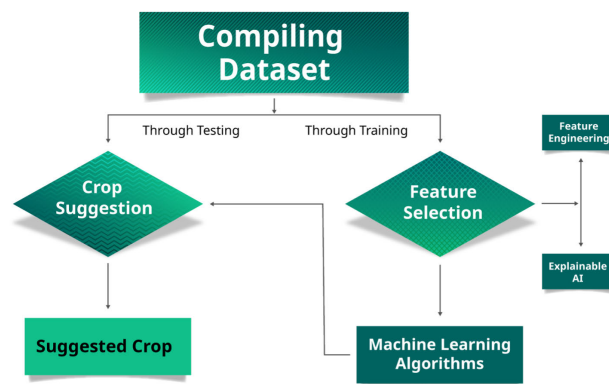 Compiling
Dataset
Through Testing
Through Training
Feature
Engineering
Crop
Suggestion
Feature
Selection
Explainable
AI
Suggested Crop
Machine Learning
Algorithms